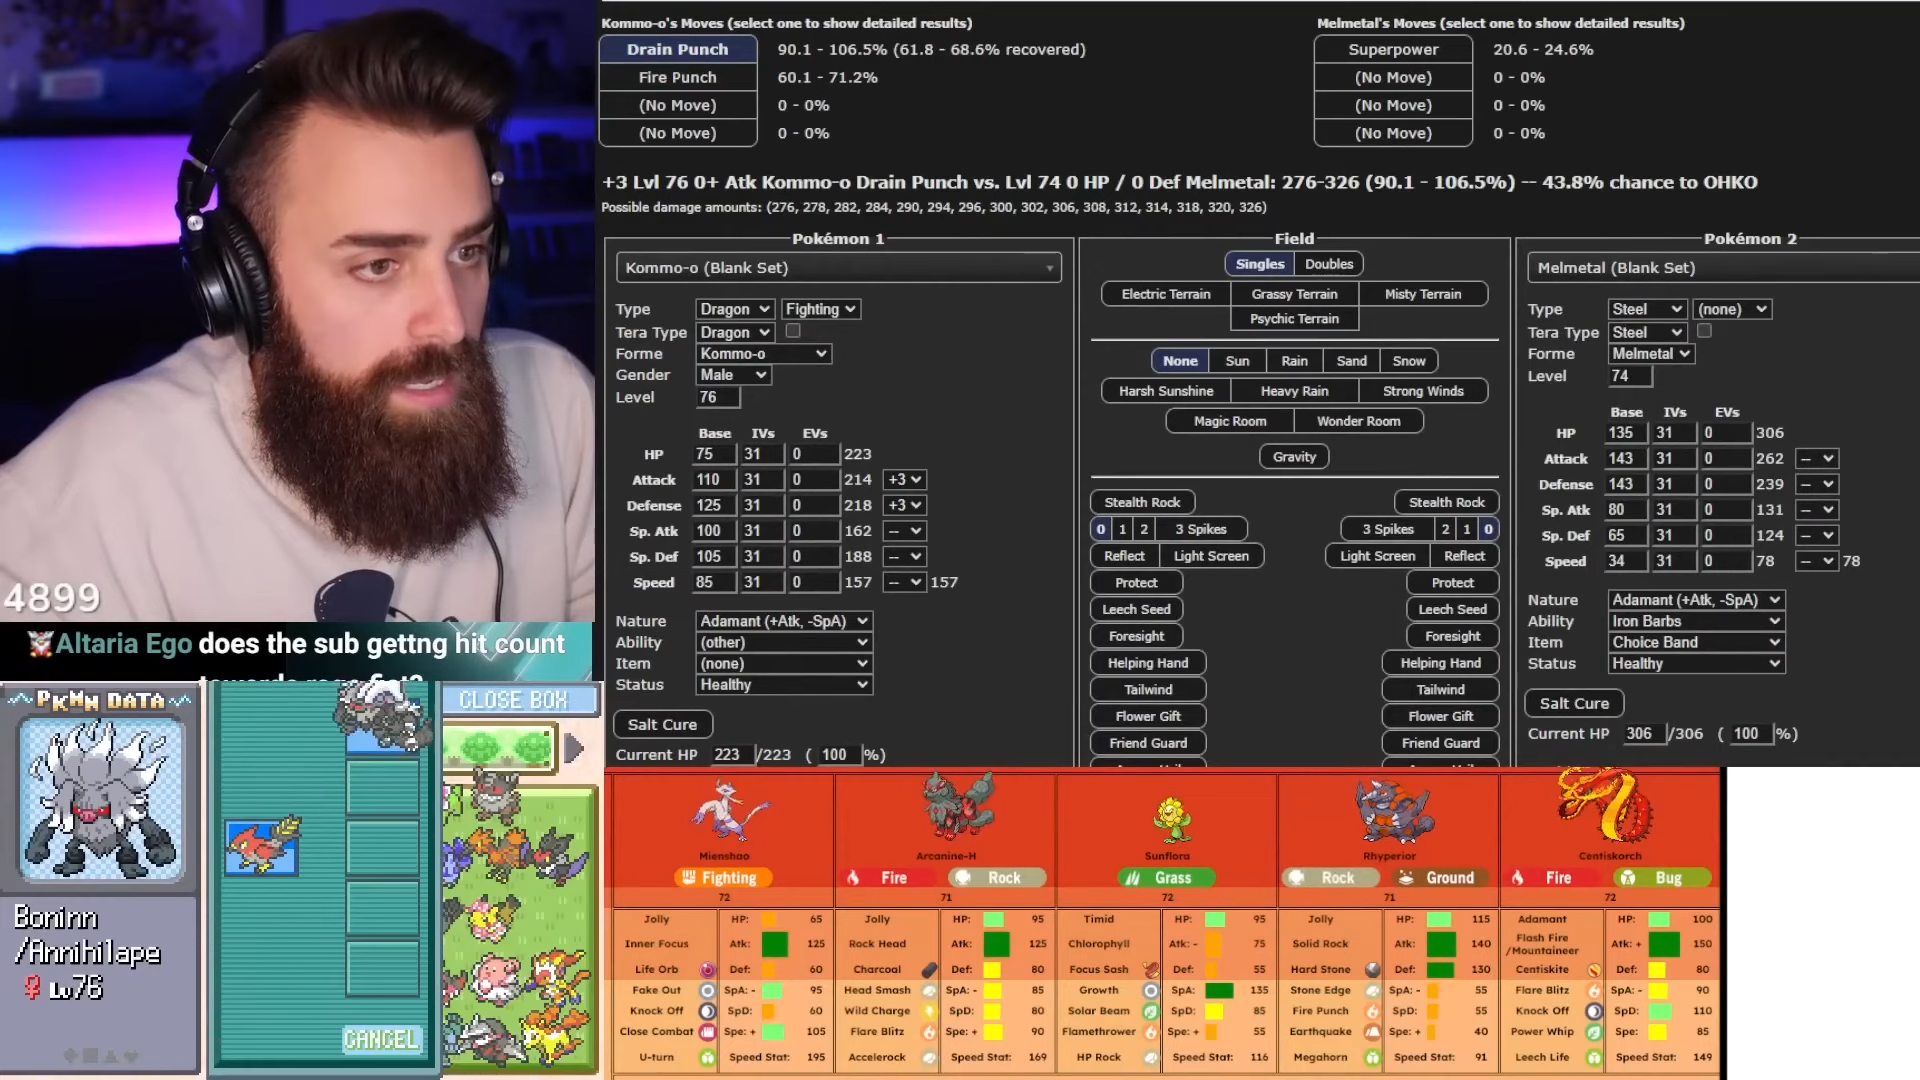 Kommo-o's Moves (select one to show detailed results)
Drain Punch 90.1 - 106.5% (61.8 - 68.6% recovered)
Fire Punch 60.1 - 71.2%
(No Move) 0 - 0%
(No Move) 0 - 0%
Melmetal's Moves (select one to show detailed results)
Superpower 20.6 - 24.6%
(No Move) 0 - 0%
(No Move) 0 - 0%
(No Move) 0 - 0%
+3 Lvl 76 0+ Atk Kommo-o Drain Punch vs. Lvl 74 0 HP / 0 Def Melmetal: 276-326 (90.1 - 106.5%) -- 43.8% chance to OHKO
Possible damage amounts: (276, 278, 282, 284, 290, 294, 296, 300, 302, 306, 308, 312, 314, 318, 320, 326)
Pokémon 1
Kommo-o (Blank Set)
Type Dragon Fighting
Tera Type Dragon
Forme Kommo-o
Gender Male
Level 76
Base IVs EVs
HP 75 31 0 223
Attack 110 31 0 214 +3
Defense 125 31 0 218 +3
Sp. Atk 100 31 0 162 --
Sp. Def 105 31 0 188 --
Speed 85 31 0 157 -- 157
Nature Adamant (+Atk, -SpA)
Ability (other)
Item (none)
Status Healthy
Salt Cure
Current HP 223 /223 ( 100 %)
Field
Singles Doubles
Electric Terrain Grassy Terrain Misty Terrain
Psychic Terrain
None Sun Rain Sand Snow
Harsh Sunshine Heavy Rain Strong Winds
Magic Room Wonder Room
Gravity
Stealth Rock Stealth Rock
0 1 2 3 Spikes 3 Spikes 2 1 0
Reflect Light Screen Light Screen Reflect
Protect Protect
Leech Seed Leech Seed
Foresight Foresight
Helping Hand Helping Hand
Tailwind Tailwind
Flower Gift Flower Gift
Friend Guard Friend Guard
Pokémon 2
Melmetal (Blank Set)
Type Steel (none)
Tera Type Steel
Forme Melmetal
Level 74
Base IVs EVs
HP 135 31 0 306
Attack 143 31 0 262 --
Defense 143 31 0 239 --
Sp. Atk 80 31 0 131 --
Sp. Def 65 31 0 124 --
Speed 34 31 0 78 -- 78
Nature Adamant (+Atk, -SpA)
Ability Iron Barbs
Item Choice Band
Status Healthy
Salt Cure
Current HP 306 /306 ( 100 %)
4899
Altaria Ego does the sub gettng hit count
PKMN DATA
CLOSE BOX
Boninn
/Annihilape
♀ Lv76
CANCEL
Mienshao
Fighting
72
Jolly HP: 65
Inner Focus Atk: 125
Life Orb Def: 60
Fake Out SpA: - 95
Knock Off SpD: 60
Close Combat Spe: + 105
U-turn Speed Stat: 195
Arcanine-H
Fire Rock
71
Jolly HP: 95
Rock Head Atk: 125
Charcoal Def: 80
Head Smash SpA: - 85
Wild Charge SpD: 80
Flare Blitz Spe: + 90
Accelerock Speed Stat: 169
Sunflora
Grass
72
Timid HP: 95
Chlorophyll Atk: - 75
Focus Sash Def: 55
Growth SpA: 135
Solar Beam SpD: 85
Flamethrower Spe: + 55
HP Rock Speed Stat: 116
Rhyperior
Rock Ground
71
Jolly HP: 115
Solid Rock Atk: 140
Hard Stone Def: 130
Stone Edge SpA: - 55
Fire Punch SpD: 55
Earthquake Spe: + 40
Megahorn Speed Stat: 91
Centiskorch
Fire Bug
72
Adamant HP: 100
Flash Fire
/Mountaineer Atk: + 150
Centiskite Def: 80
Flare Blitz SpA: - 90
Knock Off SpD: 110
Power Whip Spe: 85
Leech Life Speed Stat: 149